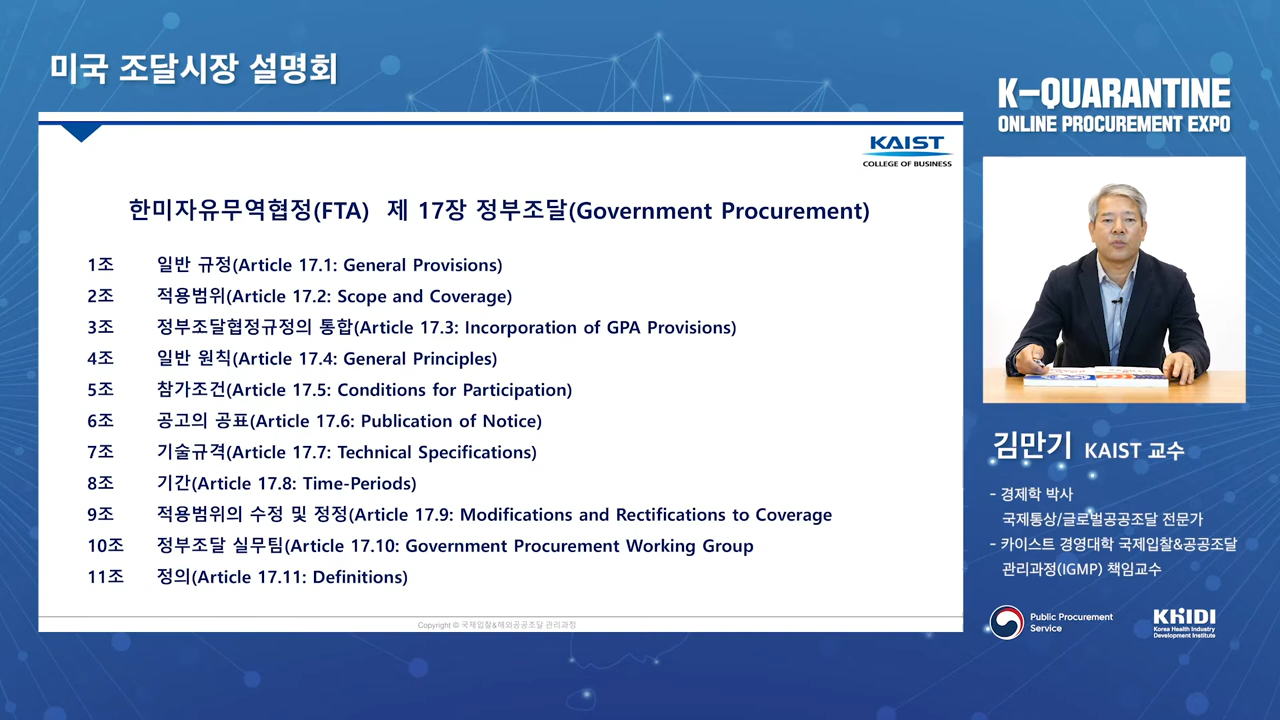 미국 조달시장 설명회
K-QUARANTINE
ONLINE PROCUREMENT EXPO
KAIST
COLLEGE OF BUSINESS
한미자유무역협정(FTA) 제 17장 정부조달(Government Procurement)
1조 일반 규정(Article 17.1: General Provisions)
2조 적용범위(Article 17.2: Scope and Coverage)
3조 정부조달협정규정의 통합(Article 17.3: Incorporation of GPA Provisions)
4조 일반 원칙(Article 17.4: General Principles)
5조 참가조건(Article 17.5: Conditions for Participation)
6조 공고의 공표(Article 17.6: Publication of Notice)
7조 기술규격(Article 17.7: Technical Specifications)
8조 기간(Article 17.8: Time-Periods)
9조 적용범위의 수정 및 정정(Article 17.9: Modifications and Rectifications to Coverage
10조 정부조달 실무팀(Article 17.10: Government Procurement Working Group
11조 정의(Article 17.11: Definitions)
Copyright © 국제입찰&해외공공조달 관리과정
김만기 KAIST 교수
- 경제학 박사
국제통상/글로벌공공조달 전문가
- 카이스트 경영대학 국제입찰&공공조달
관리과정(IGMP) 책임교수
Public Procurement
Service
KHIDI
Korea Health Industry
Development Institute